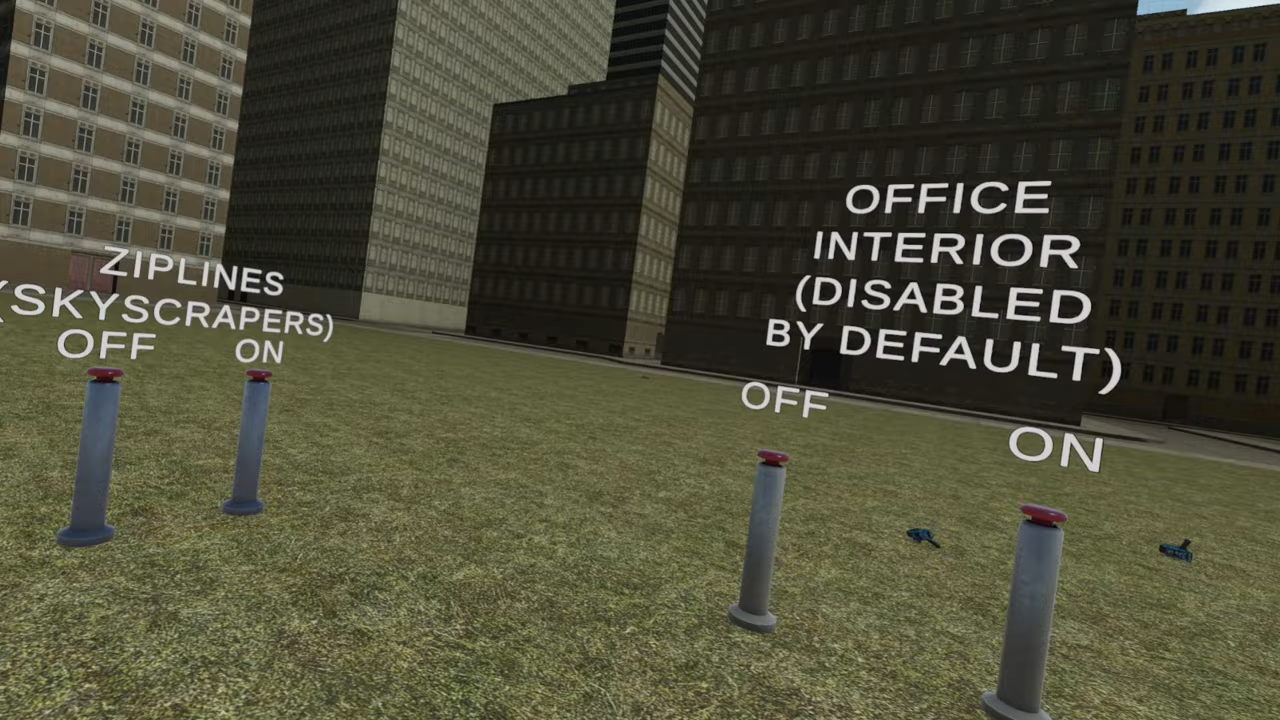 ZIPLINES
(SKYSCRAPERS)
OFF
ON
OFFICE
INTERIOR
(DISABLED
BY DEFAULT)
OFF
ON